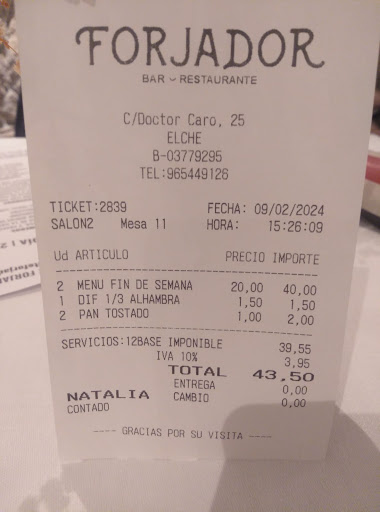 FORJADOR
BAR ~ RESTAURANTE
C/Doctor Caro, 25
ELCHE
B-03779295
TEL:965449126
TICKET:2839 FECHA: 09/02/2024
SALON2 Mesa 11 HORA: 15:26:09
Ud ARTICULO PRECIO IMPORTE
2 MENU FIN DE SEMANA 20,00 40,00
1 DIF 1/3 ALHAMBRA 1,50 1,50
2 PAN TOSTADO 1,00 2,00
SERVICIOS:12BASE IMPONIBLE 39,55
IVA 10% 3,95
TOTAL 43,50
ENTREGA 0,00
NATALIA CAMBIO 0,00
CONTADO
---- GRACIAS POR SU VISITA ----